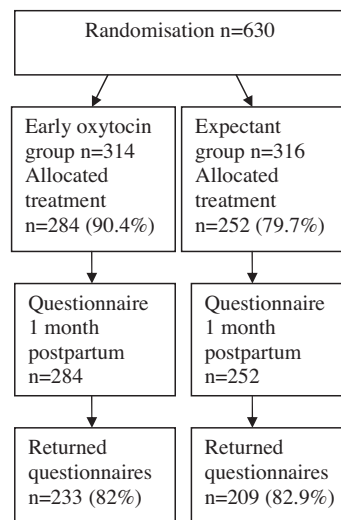 Randomisation n=630
Early oxytocin
group n=314
Allocated
treatment
n=284 (90.4%)
Expectant
group n=316
Allocated
treatment
n=252 (79.7%)
Questionnaire
1 month
postpartum
n=284
Questionnaire
1 month
postpartum
n=252
Returned
questionnaires
n=233 (82%)
Returned
questionnaires
n=209 (82.9%)